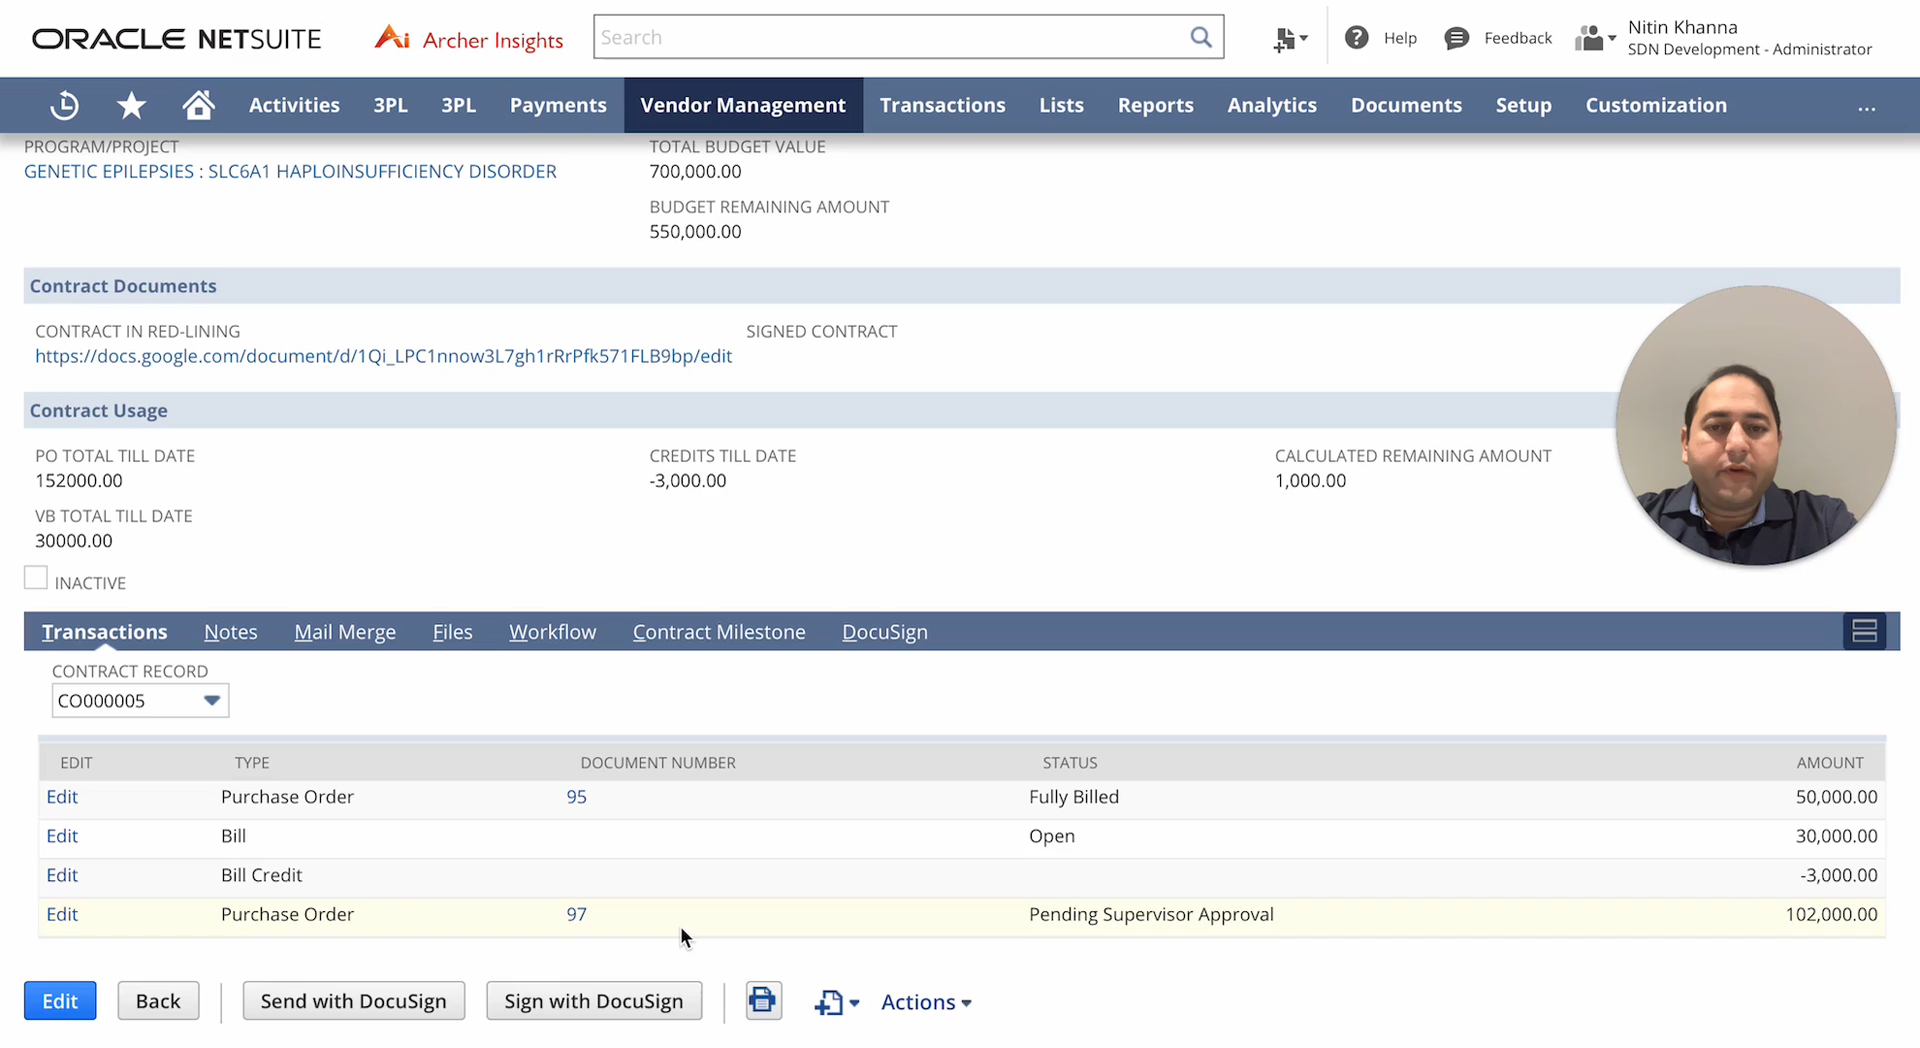 ORACLE NETSUITE
Ai Archer Insights
Search
Help
Feedback
Nitin Khanna
SDN Development - Administrator
Activities
3PL
3PL
Payments
Vendor Management
Transactions
Lists
Reports
Analytics
Documents
Setup
Customization
...
PROGRAM/PROJECT
GENETIC EPILEPSIES : SLC6A1 HAPLOINSUFFICIENCY DISORDER
TOTAL BUDGET VALUE
700,000.00
BUDGET REMAINING AMOUNT
550,000.00
Contract Documents
CONTRACT IN RED-LINING
https://docs.google.com/document/d/1Qi_LPC1nnow3L7gh1rRrPfk571FLB9bp/edit
SIGNED CONTRACT
Contract Usage
PO TOTAL TILL DATE
152000.00
CREDITS TILL DATE
-3,000.00
CALCULATED REMAINING AMOUNT
1,000.00
VB TOTAL TILL DATE
30000.00
INACTIVE
Transactions
Notes
Mail Merge
Files
Workflow
Contract Milestone
DocuSign
CONTRACT RECORD
CO000005
EDIT TYPE DOCUMENT NUMBER STATUS AMOUNT
Edit Purchase Order 95 Fully Billed 50,000.00
Edit Bill Open 30,000.00
Edit Bill Credit -3,000.00
Edit Purchase Order 97 Pending Supervisor Approval 102,000.00
Edit
Back
Send with DocuSign
Sign with DocuSign
Actions